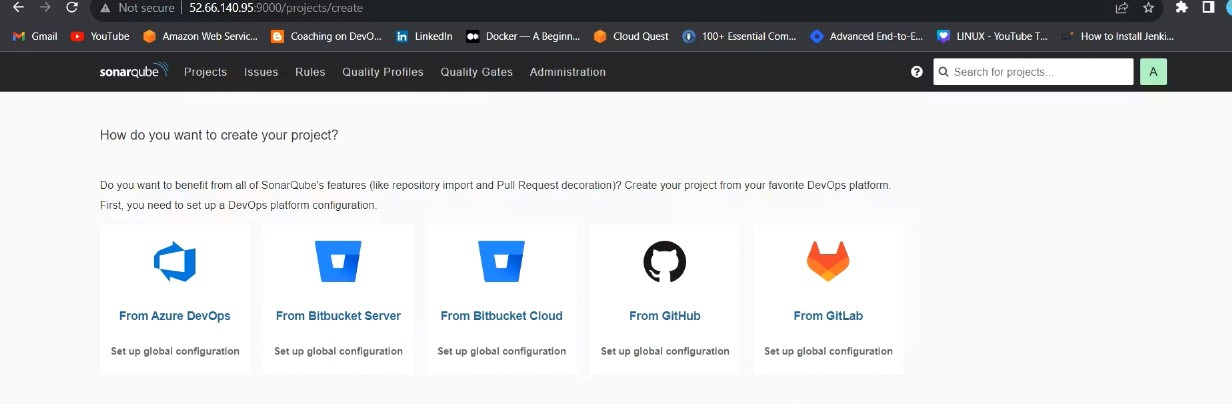 Not secure | 52.66.140.95:9000/projects/create
Gmail YouTube Amazon Web Servic... Coaching on DevO... LinkedIn Docker — A Beginn... Cloud Quest 100+ Essential Com... Advanced End-to-E... LINUX - YouTube T... How to Install Jenki...
sonarqube Projects Issues Rules Quality Profiles Quality Gates Administration ? Search for projects... A
How do you want to create your project?
Do you want to benefit from all of SonarQube's features (like repository import and Pull Request decoration)? Create your project from your favorite DevOps platform.
First, you need to set up a DevOps platform configuration.
From Azure DevOps From Bitbucket Server From Bitbucket Cloud From GitHub From GitLab
Set up global configuration Set up global configuration Set up global configuration Set up global configuration Set up global configuration